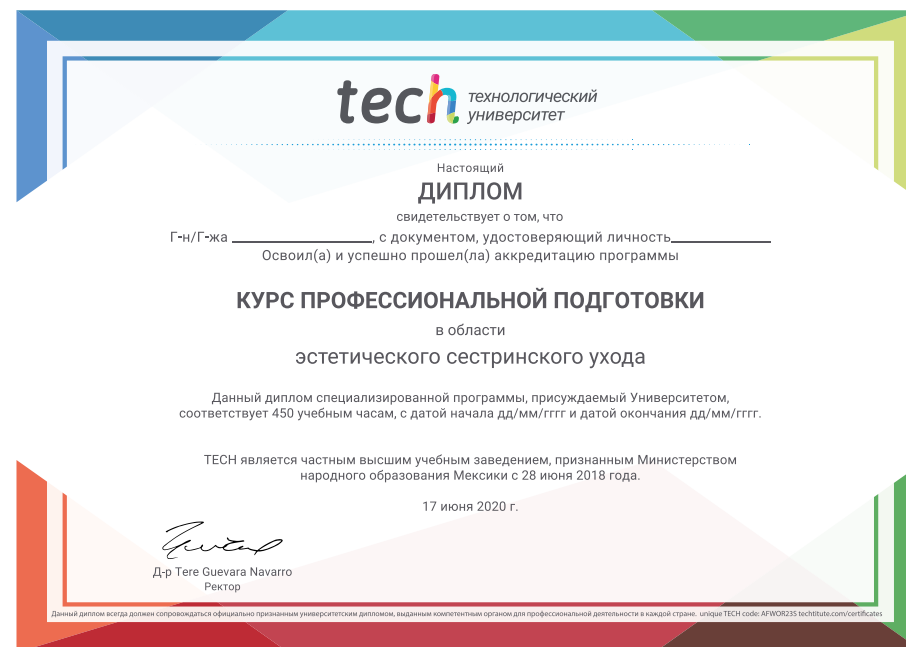 tech технологический
университет
Настоящий
ДИПЛОМ
свидетельствует о том, что
Г-н/Г-жа ____________, с документом, удостоверяющий личность____________
Освоил(а) и успешно прошел(ла) аккредитацию программы
КУРС ПРОФЕССИОНАЛЬНОЙ ПОДГОТОВКИ
в области
эстетического сестринского ухода
Данный диплом специализированной программы, присуждаемый Университетом,
соответствует 450 учебным часам, с датой начала дд/мм/гггг и датой окончания дд/мм/гггг.
TECH является частным высшим учебным заведением, признанным Министерством
народного образования Мексики с 28 июня 2018 года.
17 июня 2020 г.
Д-р Tere Guevara Navarro
Ректор
Данный диплом всегда должен сопровождаться официально признанным университетским дипломом, выданным компетентным органом для профессиональной деятельности в каждой стране. unique TECH code: AFWOR23S techtitute.com/certificates